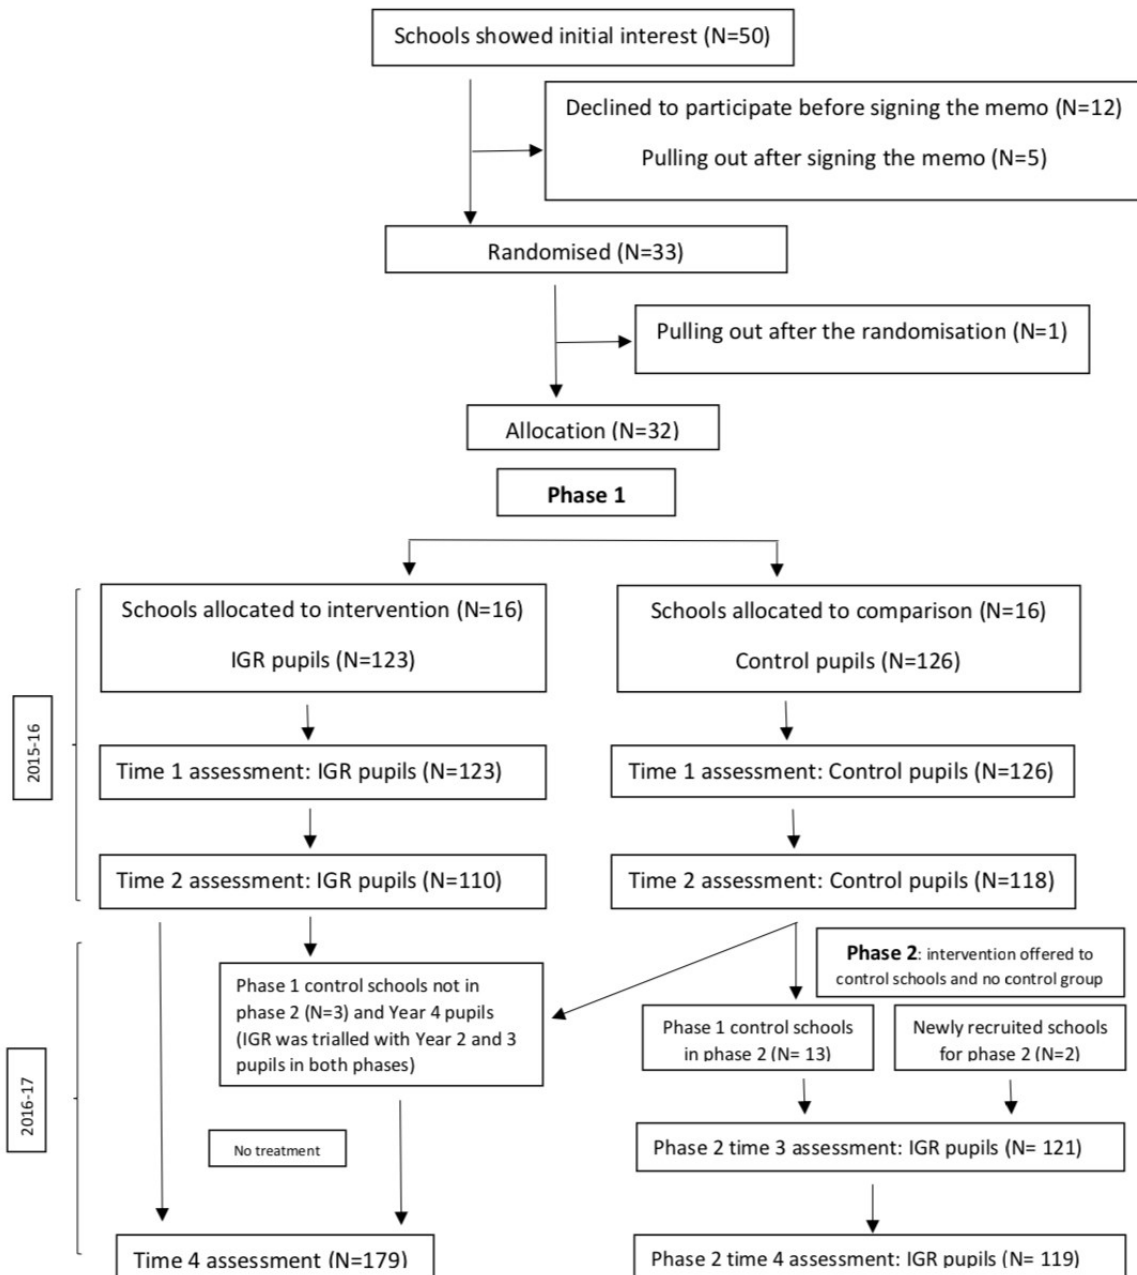 Schools showed initial interest (N=50)
Declined to participate before signing the memo (N=12)
Pulling out after signing the memo (N=5)
Randomised (N=33)
Pulling out after the randomisation (N=1)
Allocation (N=32)
Phase 1
Schools allocated to intervention (N=16)
IGR pupils (N=123)
Schools allocated to comparison (N=16)
Control pupils (N=126)
2015-16
Time 1 assessment: IGR pupils (N=123)
Time 1 assessment: Control pupils (N=126)
Time 2 assessment: IGR pupils (N=110)
Time 2 assessment: Control pupils (N=118)
Phase 2: intervention offered to
control schools and no control group
Phase 1 control schools not in
phase 2 (N=3) and Year 4 pupils
(IGR was trialled with Year 2 and 3
pupils in both phases)
Phase 1 control schools
in phase 2 (N= 13)
Newly recruited schools
for phase 2 (N=2)
2016-17
No treatment
Phase 2 time 3 assessment: IGR pupils (N= 121)
Time 4 assessment (N=179)
Phase 2 time 4 assessment: IGR pupils (N= 119)